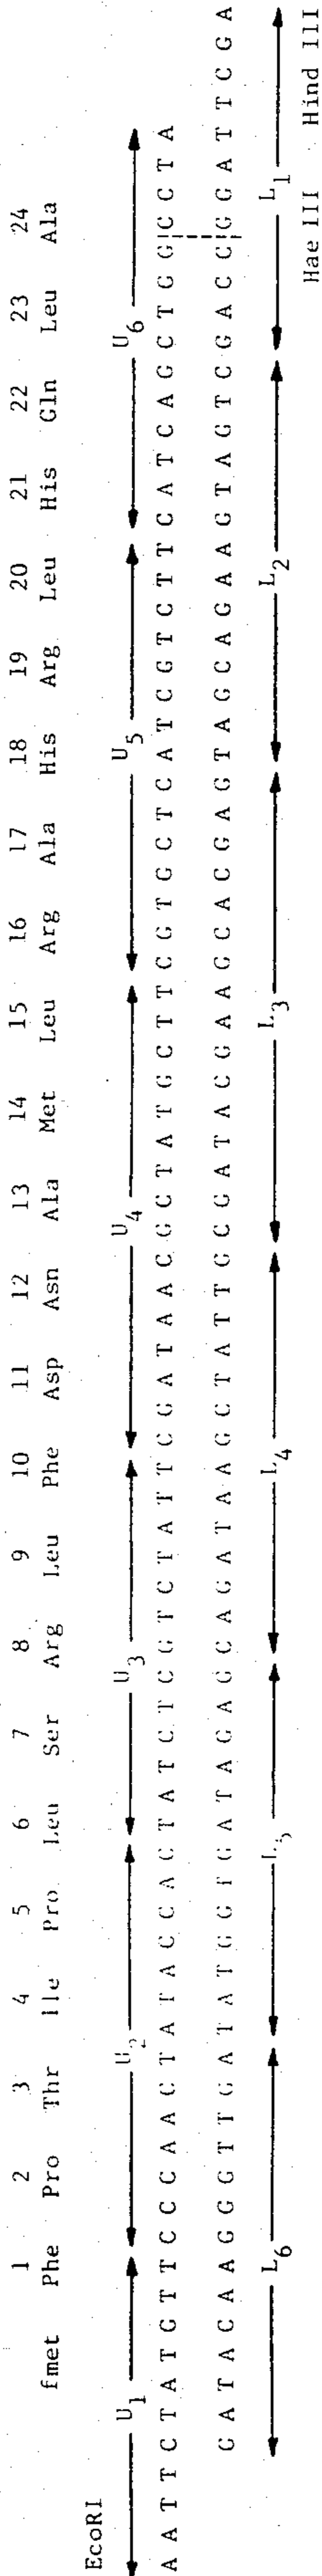 1 2 3 4 5 6 7 8 9 10 11 12 13 14 15 16 17 18 19 20 21 22 23 24
fmet Phe Pro Thr Ile Pro Leu Ser Arg Leu Phe Asp Asn Ala Met Leu Arg Ala His Arg Leu His Gln Leu Ala
EcoRI
U1 U2 U3 U4 U5 U6
A A T T C T A T G T T C C C A A C T A T A C C A C T A T C T C G T C T A T T C G A T A A C G C T A T G C T T C G T G C T C A T C G T C T T C A T C A G C T G G C C T A
G A T A C A A G G G T T G A T A T G G T G A T A G A G C A G A T A A G C T A T T G C G A T A C G A A G C A C G A G T A G C A G A A G T A G T C G A C C G G A T T C G A
L6 L5 L4 L3 L2 L1
Hae III Hind III